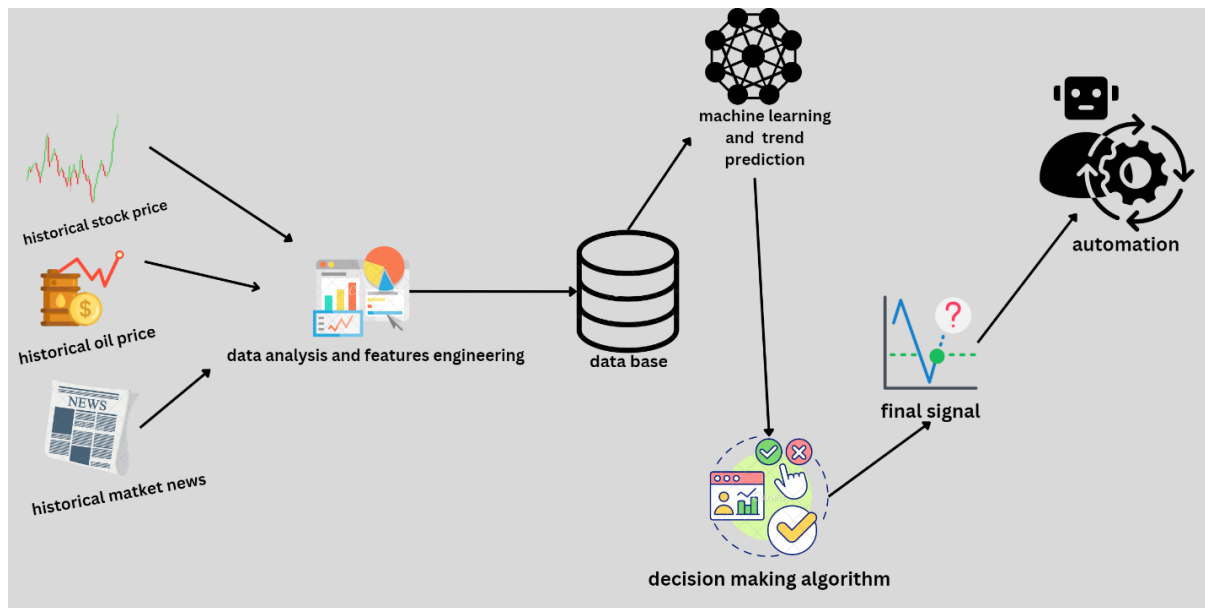 machine learning
and trend
prediction
historical stock price
automation
historical oil price
$
data analysis and features engineering
data base
?
final signal
NEWS
historical market news
decision making algorithm